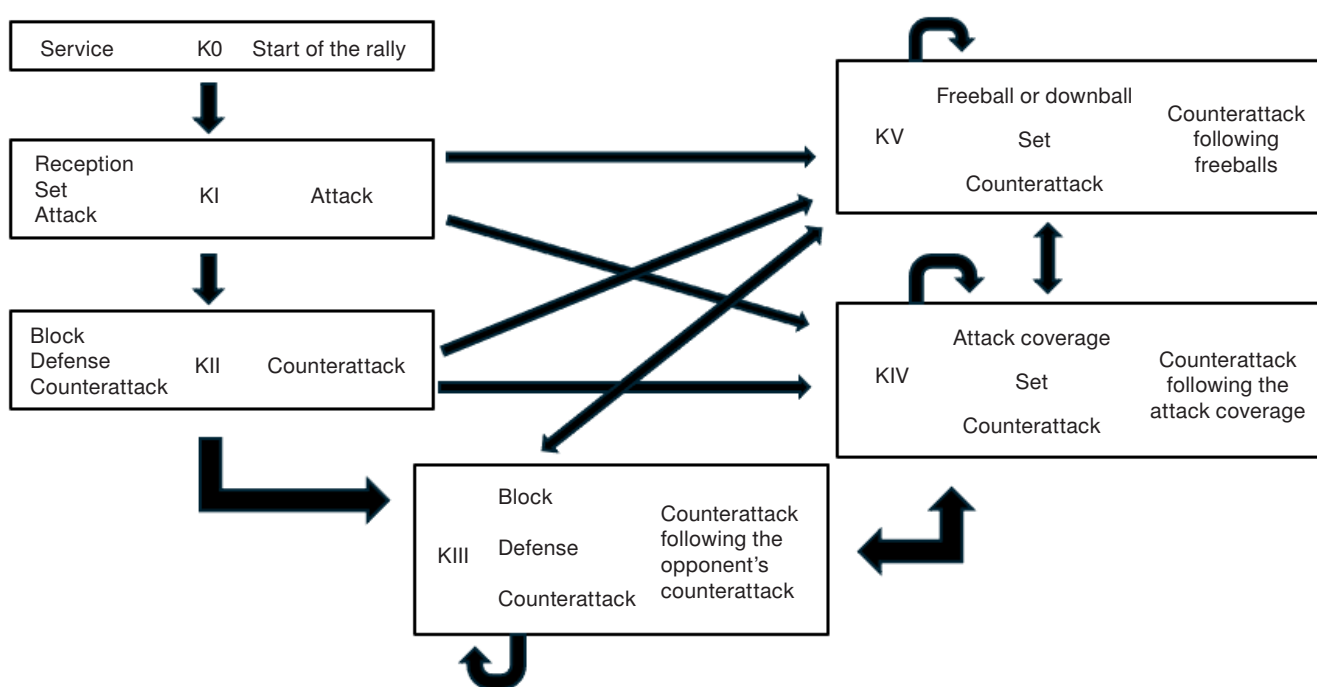 Service K0 Start of the rally
Reception
Set
Attack
KI
Attack
Block
Defense
Counterattack
KII
Counterattack
KV
Freeball or downball
Set
Counterattack
Counterattack
following
freeballs
KIV
Attack coverage
Set
Counterattack
Counterattack
following the
attack coverage
KIII
Block
Defense
Counterattack
Counterattack
following the
opponent’s
counterattack